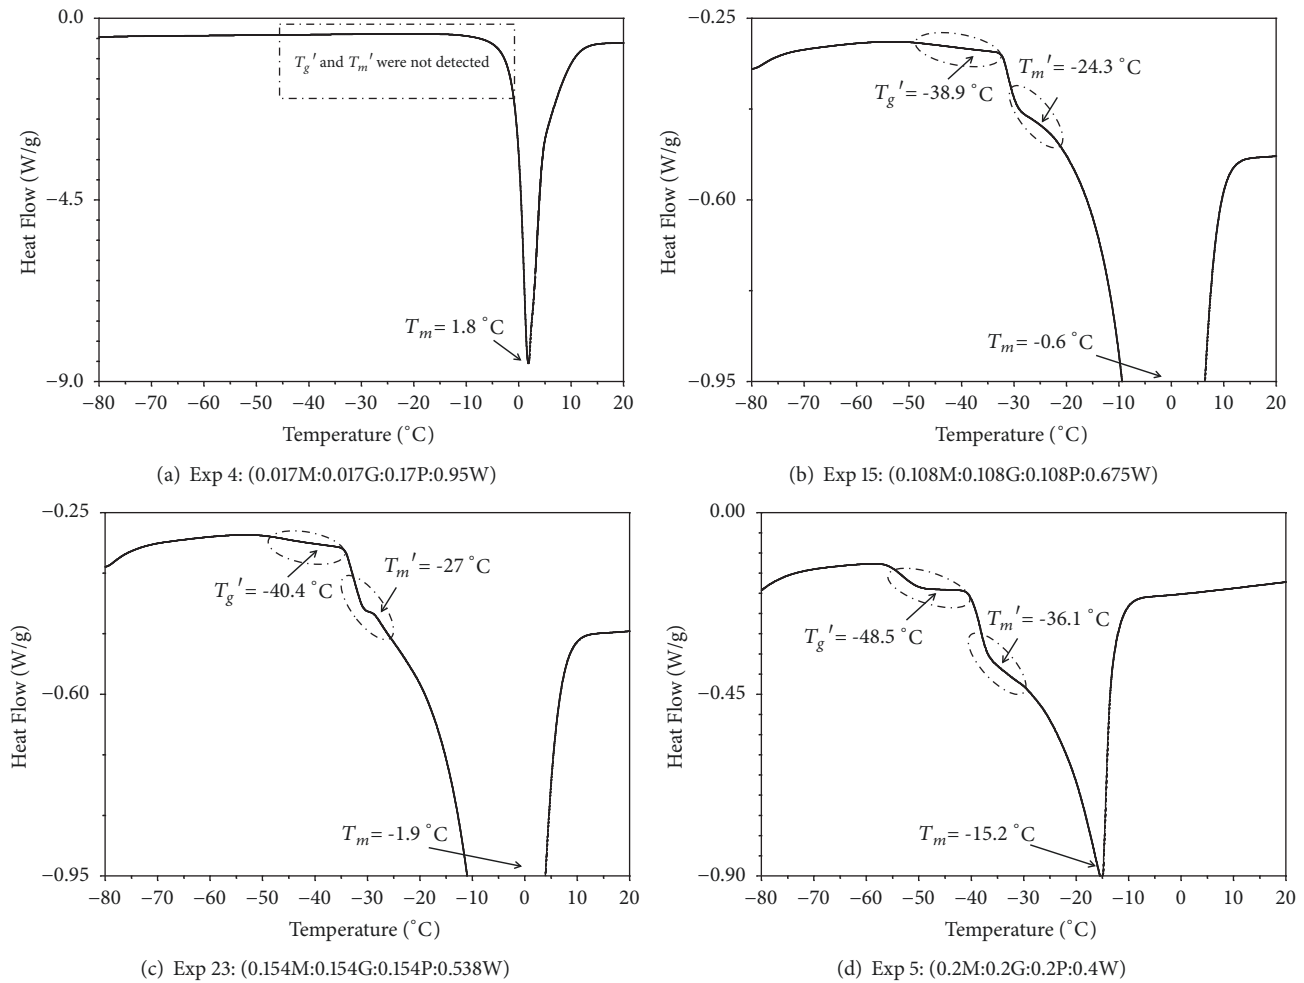 0.0
−4.5
−9.0
Heat Flow (W/g)
Tg′ and Tm′ were not detected
Tm= 1.8 °C
−80 −70 −60 −50 −40 −30 −20 −10 0 10 20
Temperature (°C)
(a) Exp 4: (0.017M:0.017G:0.17P:0.95W)
−0.25
−0.60
−0.95
Heat Flow (W/g)
Tg′= -38.9 °C
Tm′= -24.3 °C
Tm= -0.6 °C
−80 −70 −60 −50 −40 −30 −20 −10 0 10 20
Temperature (°C)
(b) Exp 15: (0.108M:0.108G:0.108P:0.675W)
−0.25
−0.60
−0.95
Heat Flow (W/g)
Tg′= -40.4 °C
Tm′= -27 °C
Tm= -1.9 °C
−80 −70 −60 −50 −40 −30 −20 −10 0 10 20
Temperature (°C)
(c) Exp 23: (0.154M:0.154G:0.154P:0.538W)
0.00
−0.45
−0.90
Heat Flow (W/g)
Tg′= -48.5 °C
Tm′= -36.1 °C
Tm= -15.2 °C
−80 −70 −60 −50 −40 −30 −20 −10 0 10 20
Temperature (°C)
(d) Exp 5: (0.2M:0.2G:0.2P:0.4W)